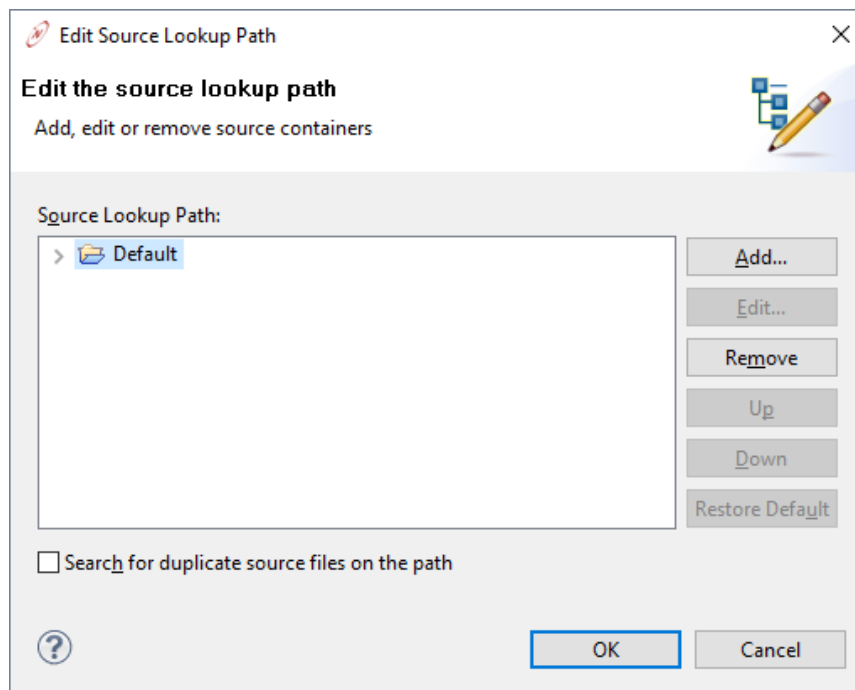 Edit Source Lookup Path
Edit the source lookup path
Add, edit or remove source containers
Source Lookup Path:
Default
Add...
Edit...
Remove
Up
Down
Restore Default
Search for duplicate source files on the path
OK
Cancel